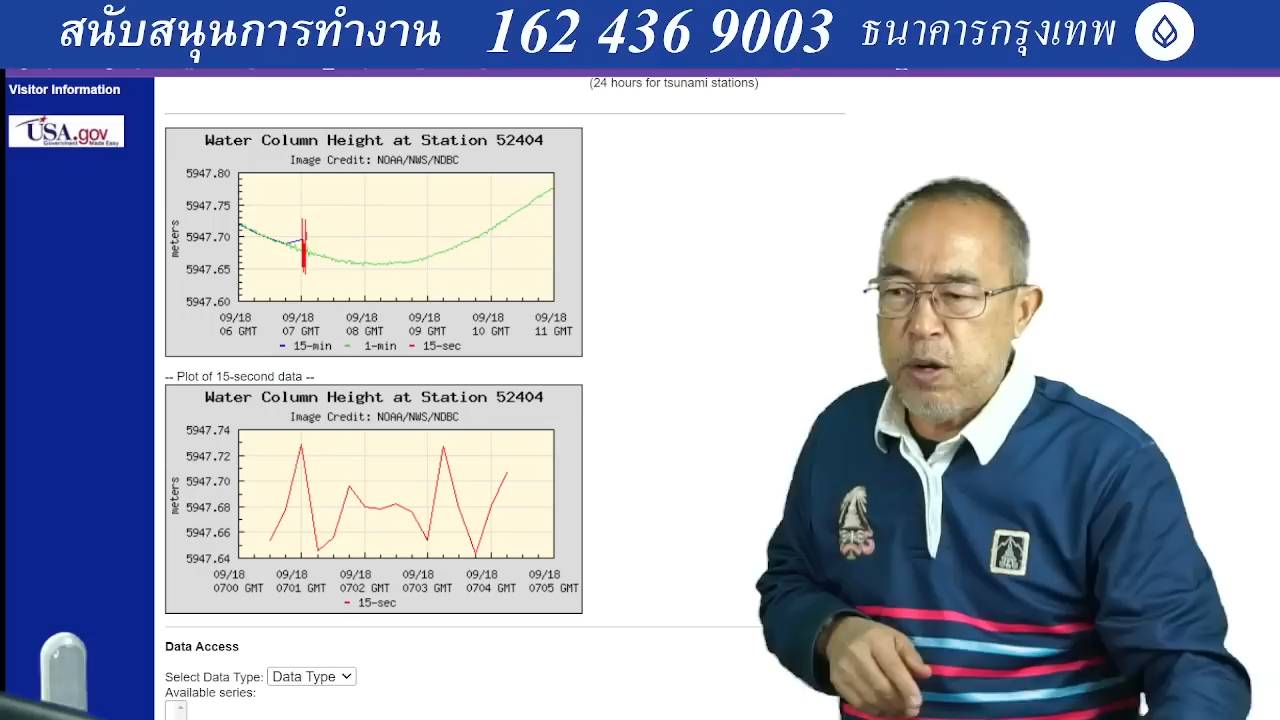 สนับสนุนการทำงาน 162 436 9003 ธนาคารกรุงเทพ
Visitor Information
USA.gov
Government Made Easy
(24 hours for tsunami stations)
Water Column Height at Station 52404
Image Credit: NOAA/NWS/NDBC
5947.80
5947.75
5947.70
5947.65
5947.60
meters
09/18 09/18 09/18 09/18 09/18 09/18
06 GMT 07 GMT 08 GMT 09 GMT 10 GMT 11 GMT
15-min 1-min 15-sec
-- Plot of 15-second data --
Water Column Height at Station 52404
Image Credit: NOAA/NWS/NDBC
5947.74
5947.72
5947.70
5947.68
5947.66
5947.64
meters
09/18 09/18 09/18 09/18 09/18 09/18
0700 GMT 0701 GMT 0702 GMT 0703 GMT 0704 GMT 0705 GMT
15-sec
Data Access
Select Data Type: Data Type
Available series: